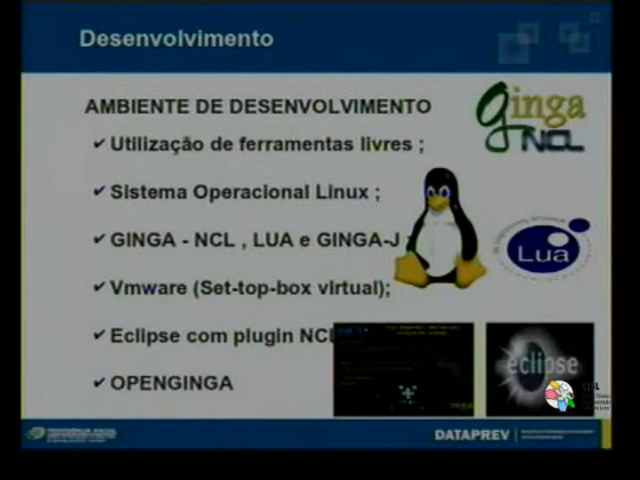 Desenvolvimento
AMBIENTE DE DESENVOLVIMENTO
✔ Utilização de ferramentas livres ;
✔ Sistema Operacional Linux ;
✔ GINGA - NCL , LUA e GINGA-J
✔ Vmware (Set-top-box virtual);
✔ Eclipse com plugin NCL
✔ OPENGINGA
Ginga
NCL
Lua
eclipse
DATAPREV